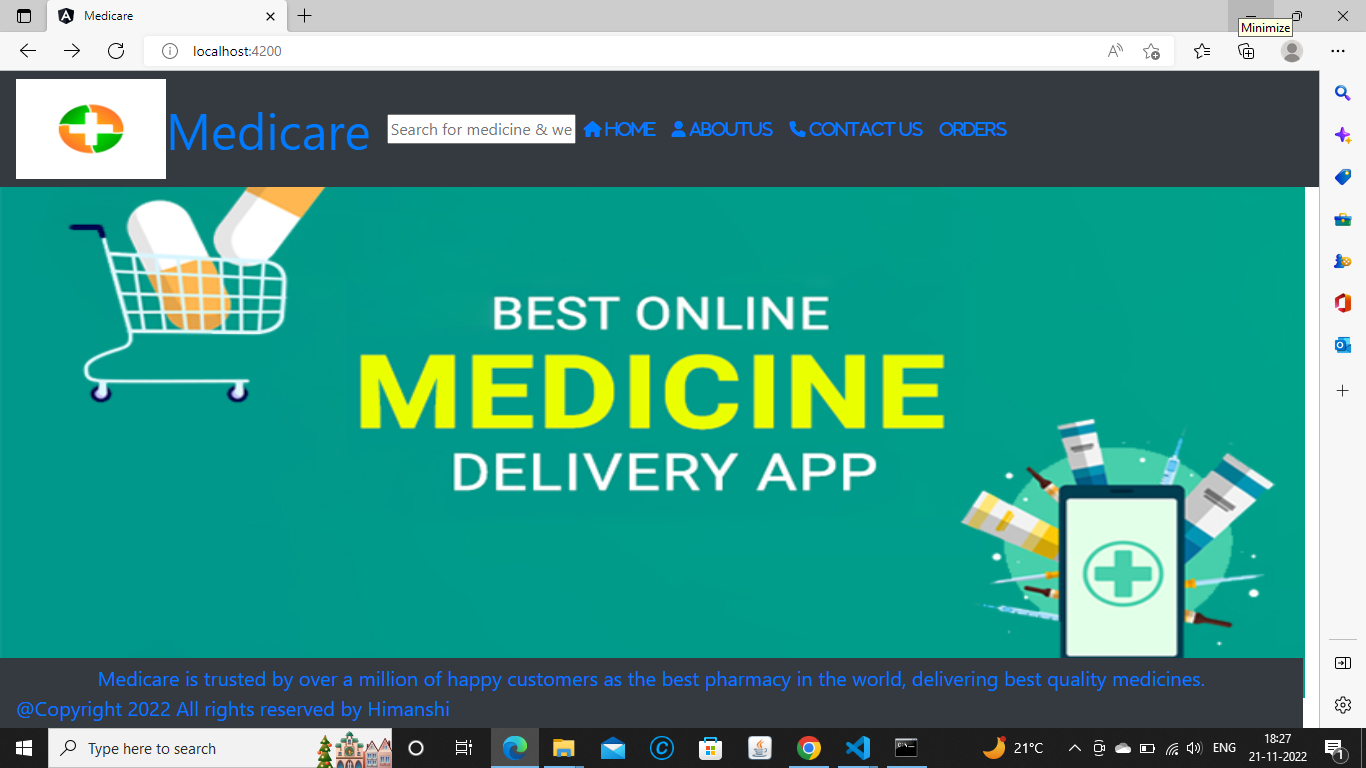 Medicare
Minimize
localhost:4200
Medicare
Search for medicine & we
HOME
ABOUTUS
CONTACT US
ORDERS
BEST ONLINE
MEDICINE
DELIVERY APP
Medicare is trusted by over a million of happy customers as the best pharmacy in the world, delivering best quality medicines.
@Copyright 2022 All rights reserved by Himanshi
Type here to search
21°C
ENG
18:27
21-11-2022
1